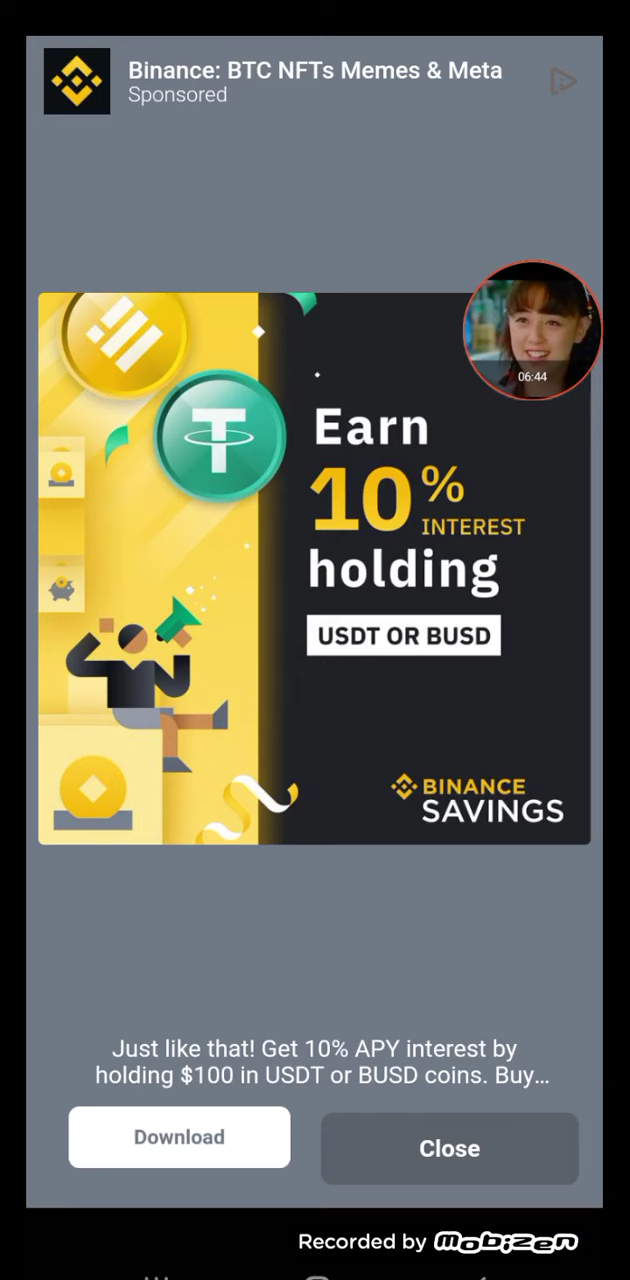 Binance: BTC NFTs Memes & Meta
Sponsored
06:44
Earn
10%
INTEREST
holding
USDT OR BUSD
BINANCE
SAVINGS
Just like that! Get 10% APY interest by
holding $100 in USDT or BUSD coins. Buy...
Download
Close
Recorded by mobizen